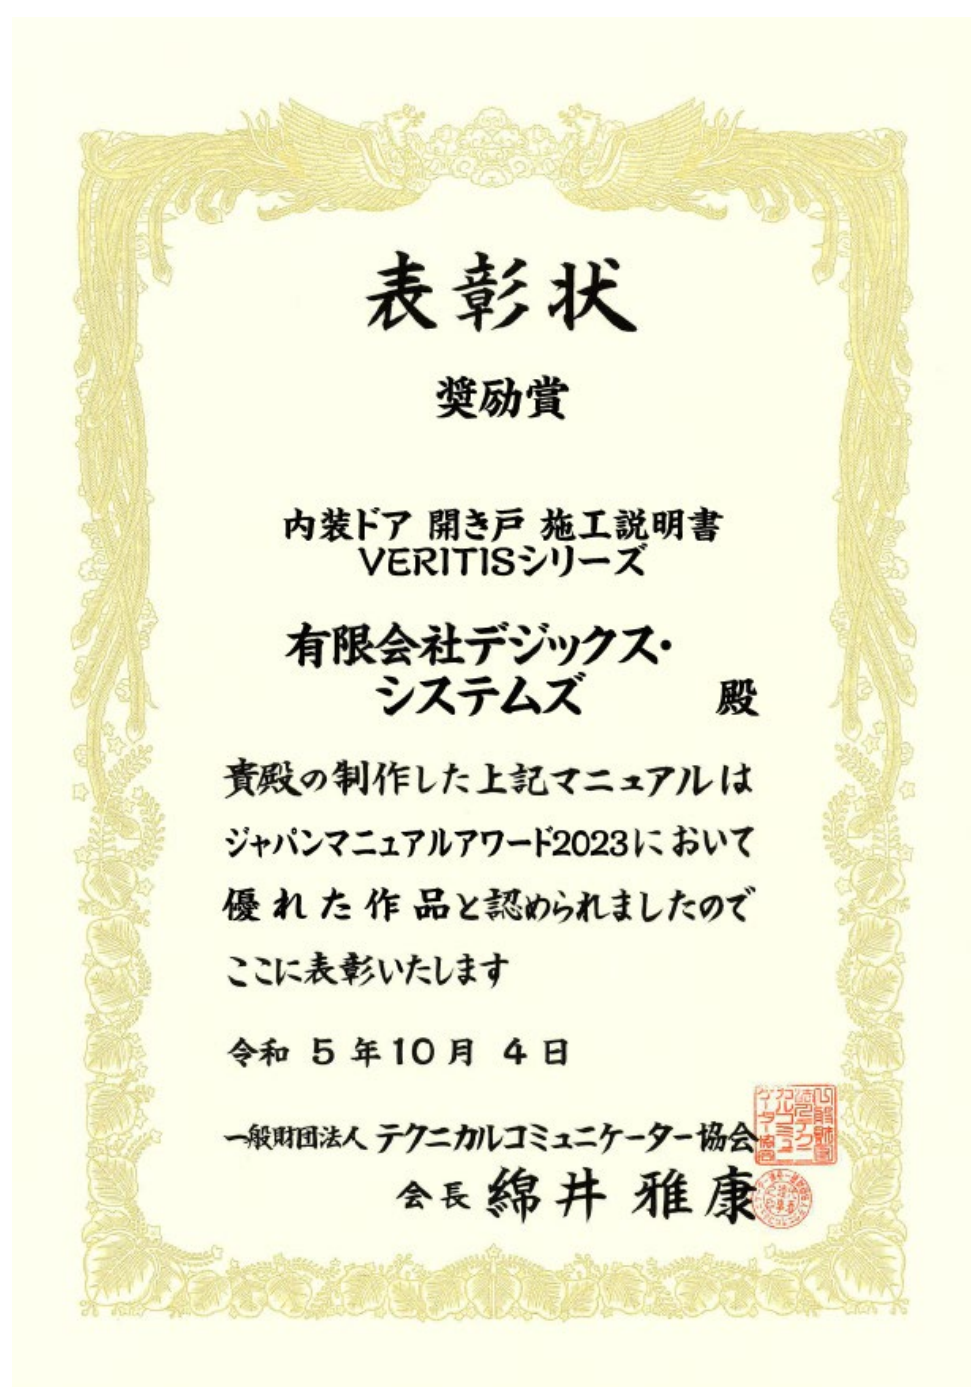 表彰状
奨励賞
内装ドア 開き戸 施工説明書
VERITISシリーズ
有限会社デジックス・
システムズ 殿
貴殿の制作した上記マニュアルは
ジャパンマニュアルアワード2023において
優れた作品と認められましたので
ここに表彰いたします
令和 5 年10 月 4 日
一般財団法人 テクニカルコミュニケーター協会
会長 綿井 雅康